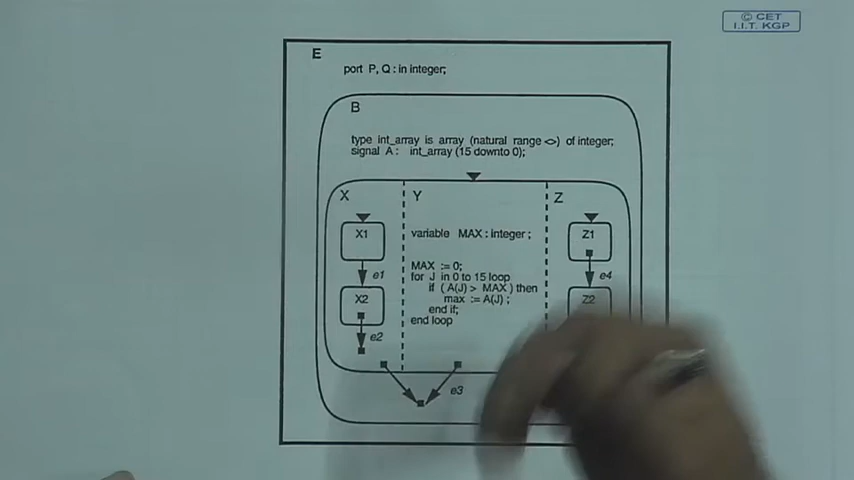 © CET
I.I.T. KGP
E
port P, Q : in integer;
B
type int_array is array (natural range <>) of integer;
signal A : int_array (15 downto 0);
X
Y
Z
X1
variable MAX : integer ;
Z1
MAX := 0;
for J in 0 to 15 loop
if ( A(J) > MAX ) then
max := A(J) ;
end if;
end loop
e1
e4
X2
Z2
e2
e3